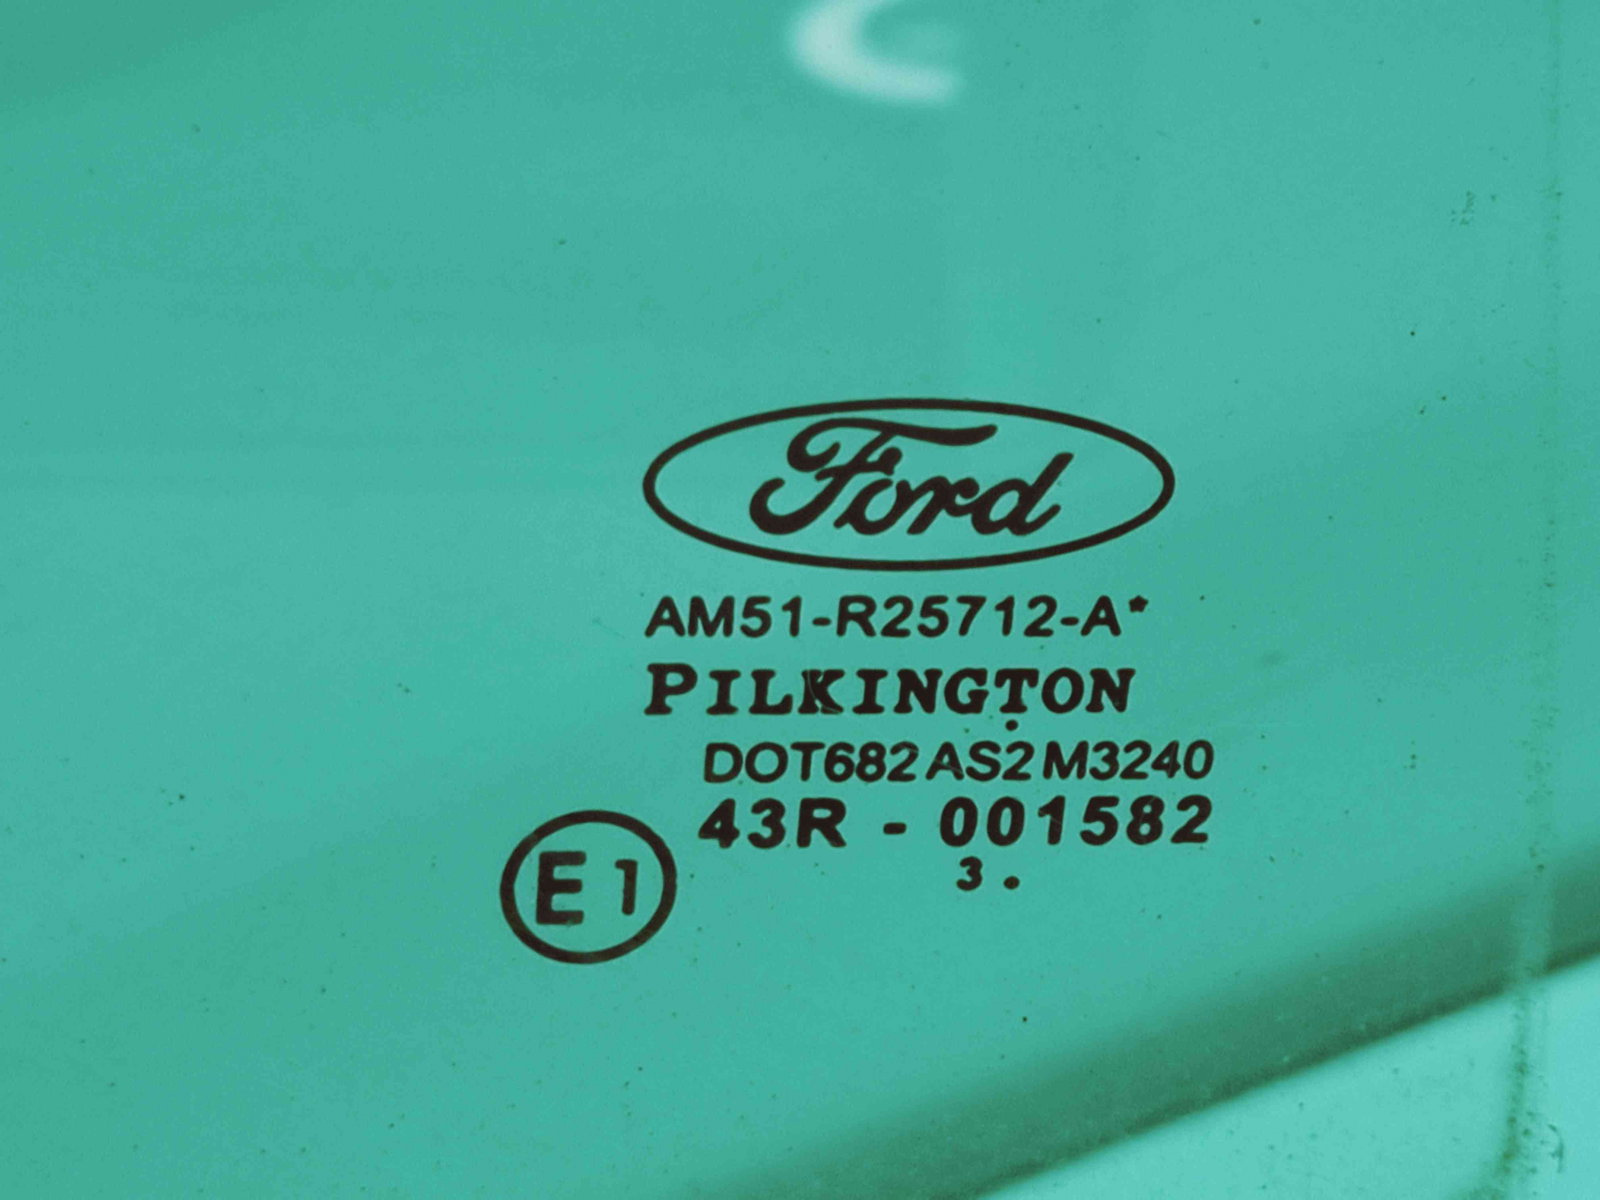 Ford
AM51-R25712-A*
PILKINGTON
DOT682 AS2 M3240
43R - 001582
E1
3 .